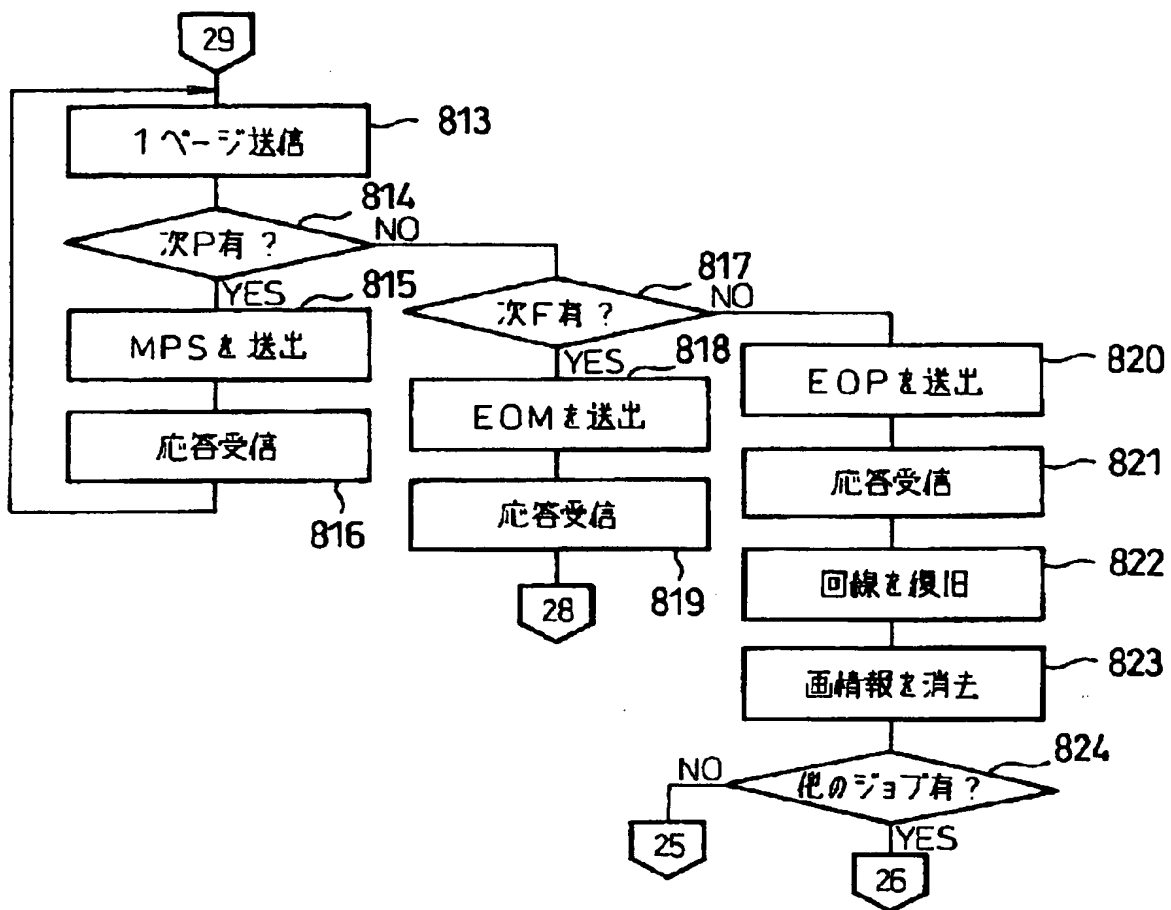 29
1ページ送信
813
814
次P有?
NO
YES
815
MPSを送出
応答受信
816
817
次F有?
NO
YES
818
EOMを送出
応答受信
819
28
EOPを送出
820
応答受信
821
回線を復旧
822
画情報を消去
823
824
他のジョブ有?
NO
YES
25
26